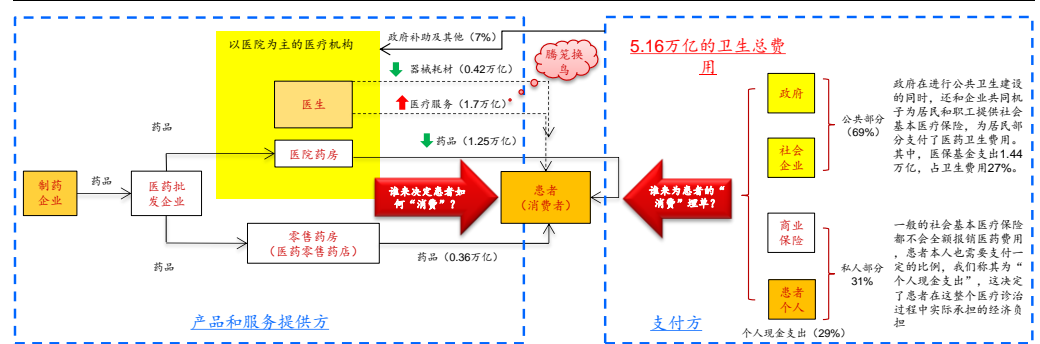 以医院为主的医疗机构
政府补助及其他（7%）
器械耗材（0.42万亿）
医疗服务（1.7万亿）
药品（1.25万亿）
腾笼换
鸟
医生
医院药房
药品
制药
企业
药品
医药批
发企业
药品
零售药房
（医药零售药店）
药品（0.36万亿）
谁来决定患者如
何“消费”？
患者
（消费者）
产品和服务提供方
5.16万亿的卫生总费
用
谁来为患者的“
消费”埋单？
政府
社会
企业
公共部分
（69%）
商业
保险
患者
个人
私人部分
31%
个人现金支出（29%）
支付方
政府在进行公共卫生建设
的同时，还和企业共同机
子为居民和职工提供社会
基本医疗保险，为居民部
分支付了医药卫生费用。
其中，医保基金支出1.44
万亿，占卫生费用27%。
一般的社会基本医疗保险
都不会全额报销医药费用
，患者本人也需要支付一
定的比例，我们称其为“
个人现金支出”，这决定
了患者在这整个医疗诊治
过程中实际承担的经济负
担